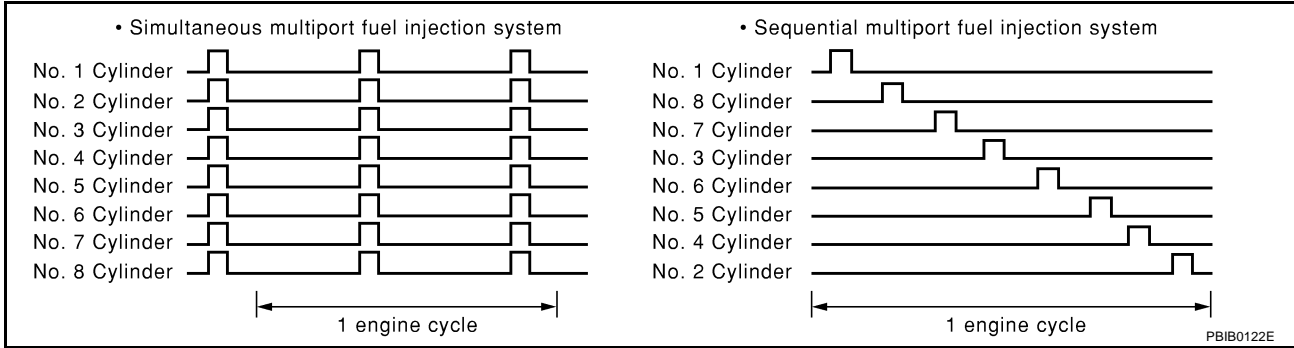 • Simultaneous multiport fuel injection system
No. 1 Cylinder
No. 2 Cylinder
No. 3 Cylinder
No. 4 Cylinder
No. 5 Cylinder
No. 6 Cylinder
No. 7 Cylinder
No. 8 Cylinder
1 engine cycle
• Sequential multiport fuel injection system
No. 1 Cylinder
No. 8 Cylinder
No. 7 Cylinder
No. 3 Cylinder
No. 6 Cylinder
No. 5 Cylinder
No. 4 Cylinder
No. 2 Cylinder
1 engine cycle
PBIB0122E